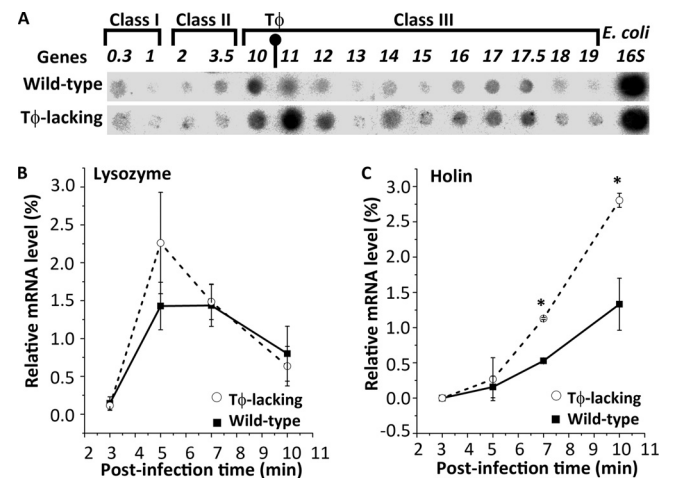 A Class I Class II Tϕ Class III E. coli
Genes 0.3 1 2 3.5 10 11 12 13 14 15 16 17 17.5 18 19 16S
Wild-type
Tϕ-lacking
B Lysozyme
Relative mRNA level (%)
3.0
2.5
2.0
1.5
1.0
0.5
0.0
Tϕ-lacking
Wild-type
2 3 4 5 6 7 8 9 10 11
Post-infection time (min)
C Holin
Relative mRNA level (%)
3.0
2.5
2.0
1.5
1.0
0.5
0.0
-0.5
*
*
Tϕ-lacking
Wild-type
2 3 4 5 6 7 8 9 10 11
Post-infection time (min)